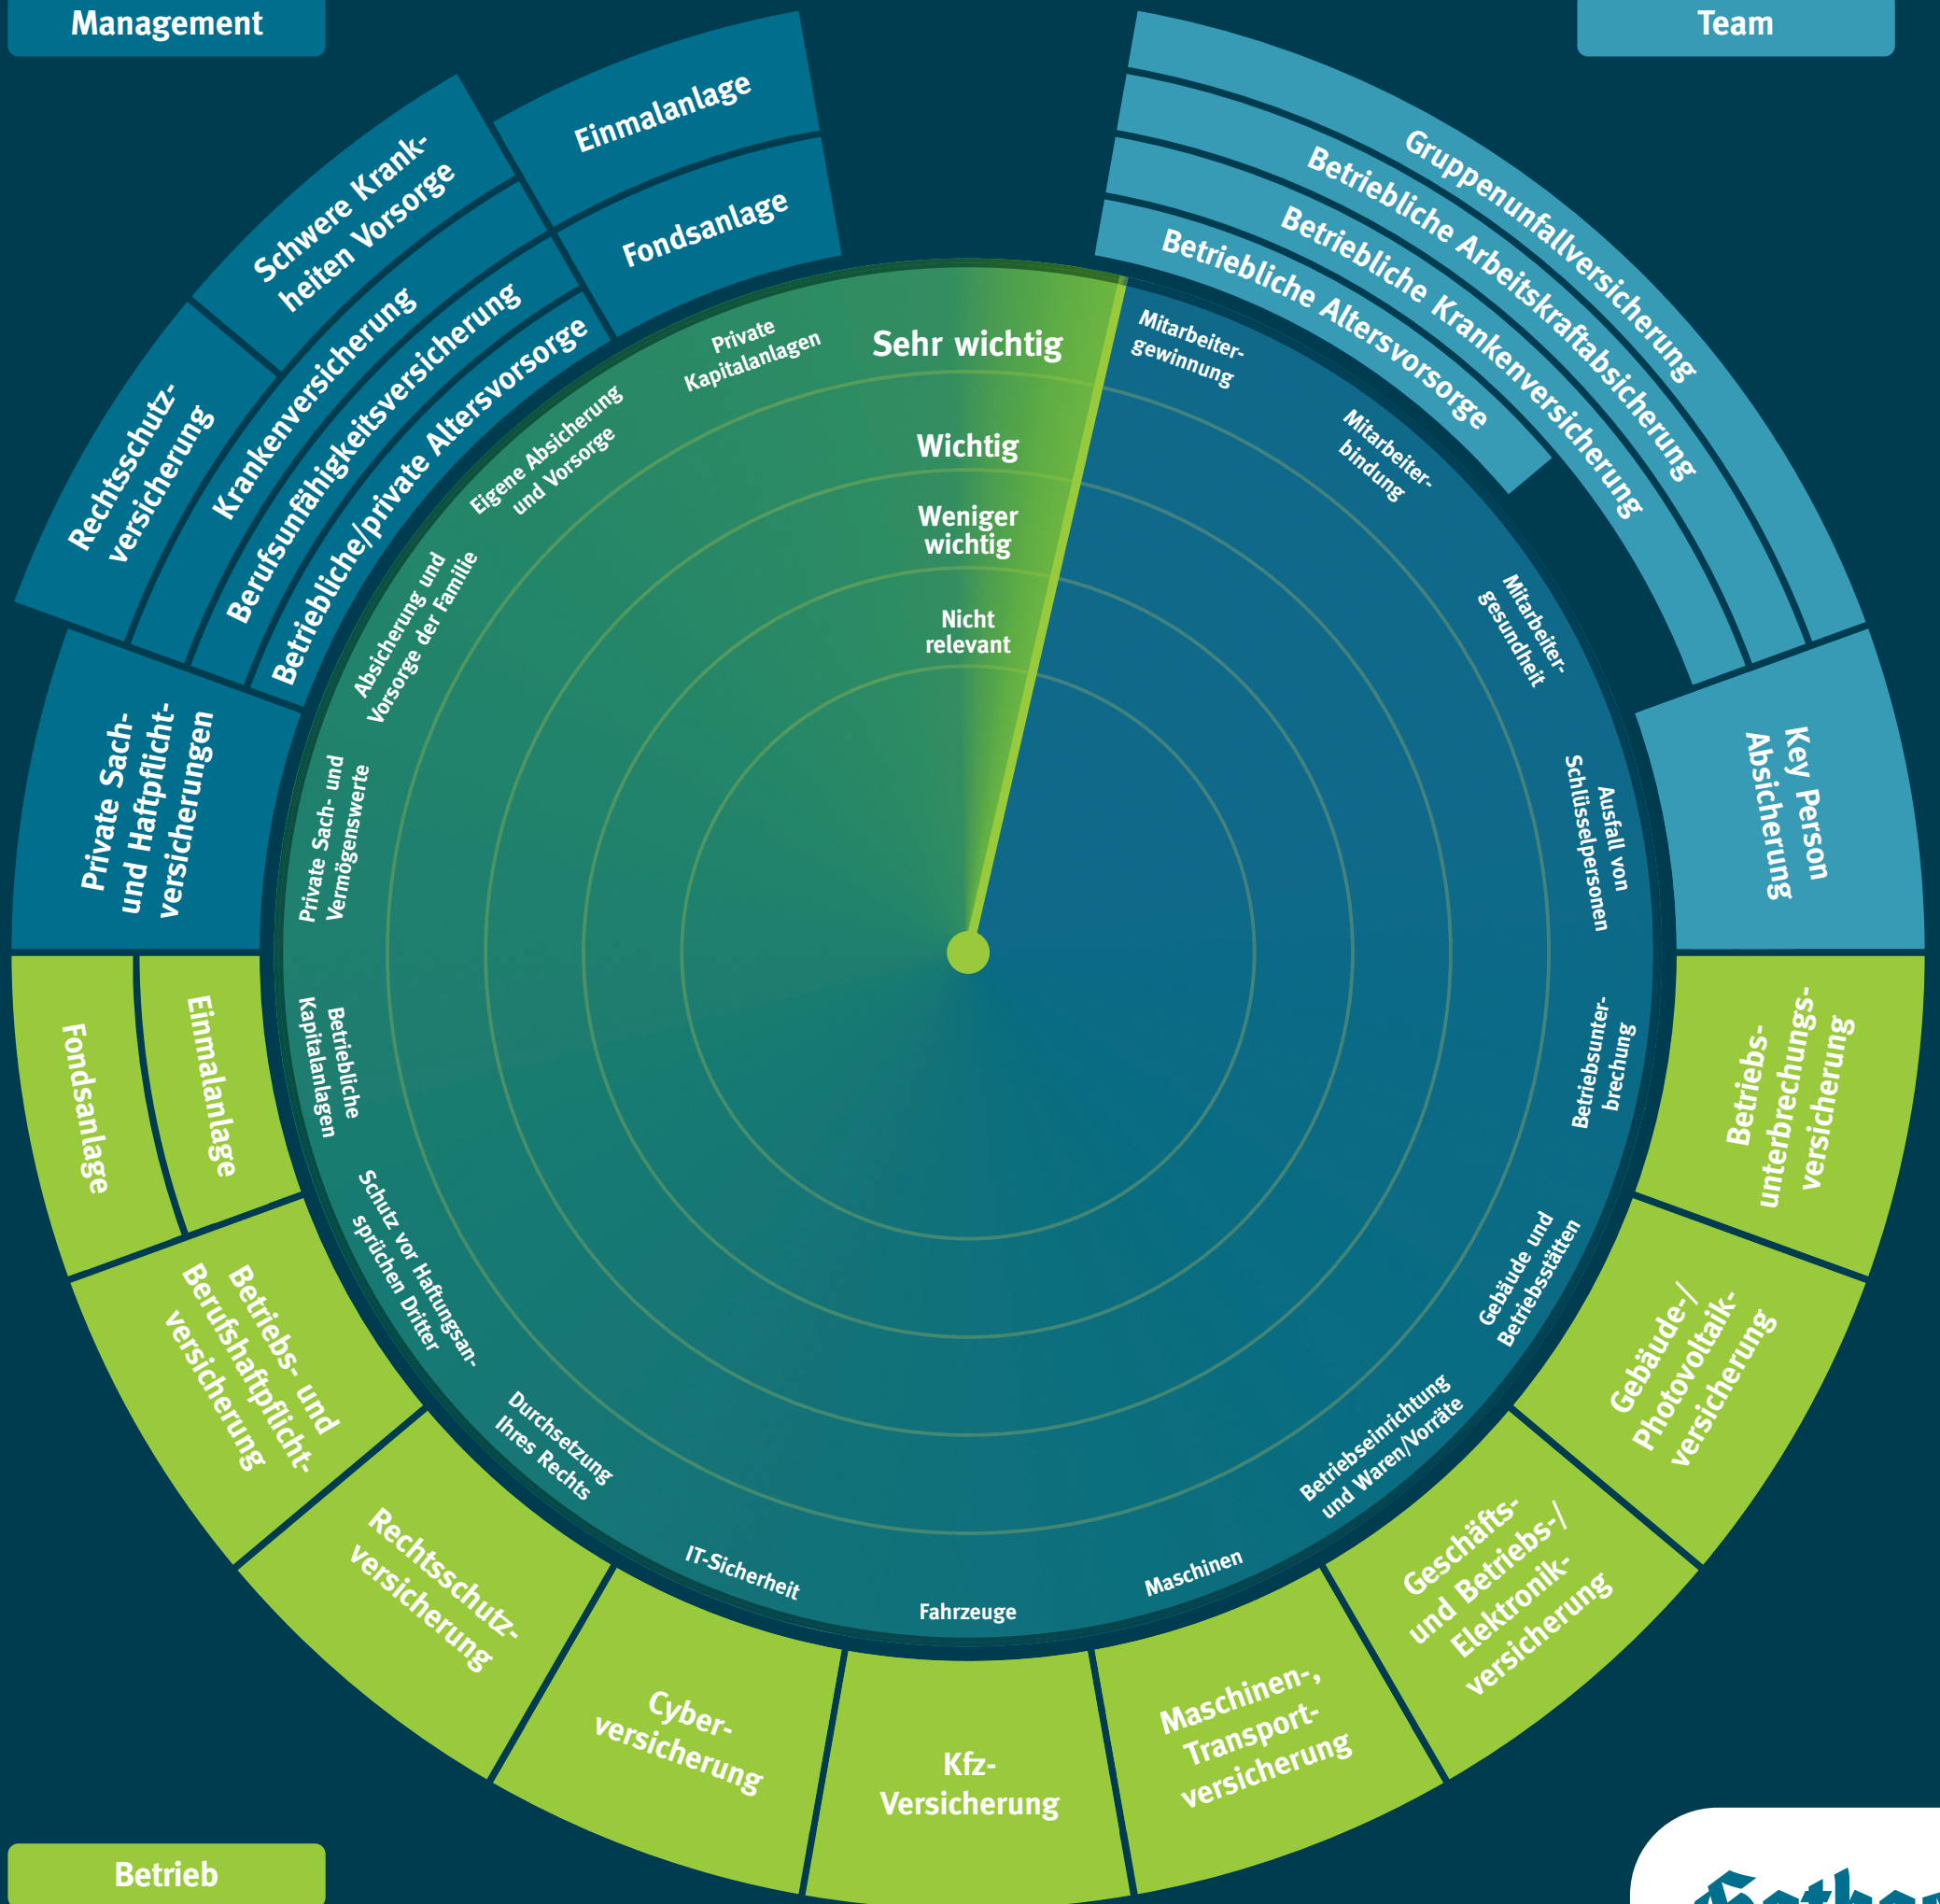 Management
Team
Einmalanlage
Fondsanlage
Schwere Krank-
heiten Vorsorge
Krankenversicherung
Berufsunfähigkeitsversicherung
Betriebliche/private Altersvorsorge
Rechtsschutz-
versicherung
Private Sach-
und Haftpflicht-
versicherungen
Gruppenunfallversicherung
Betriebliche Arbeitskraftabsicherung
Betriebliche Krankenversicherung
Betriebliche Altersvorsorge
Key Person
Absicherung
Sehr wichtig
Wichtig
Weniger
wichtig
Nicht
relevant
Private
Kapitalanlagen
Eigene Absicherung
und Vorsorge
Absicherung und
Vorsorge der Familie
Private Sach- und
Vermögenswerte
Mitarbeiter-
gewinnung
Mitarbeiter-
bindung
Mitarbeiter-
gesundheit
Ausfall von
Schlüsselpersonen
Betriebsunter-
brechung
Gebäude und
Betriebsstätten
Betriebseinrichtung
und Waren/Vorräte
Maschinen
Fahrzeuge
IT-Sicherheit
Durchsetzung
Ihres Rechts
Schutz vor Haftungsan-
sprüchen Dritter
Betriebliche
Kapitalanlagen
Betriebs-
unterbrechungs-
versicherung
Gebäude-/
Photovoltaik-
versicherung
Geschäfts-
und Betriebs-/
Elektronik-
versicherung
Maschinen-,
Transport-
versicherung
Kfz-
Versicherung
Cyber-
versicherung
Rechtsschutz-
versicherung
Betriebs- und
Berufshaftpflicht-
versicherung
Einmalanlage
Fondsanlage
Betrieb